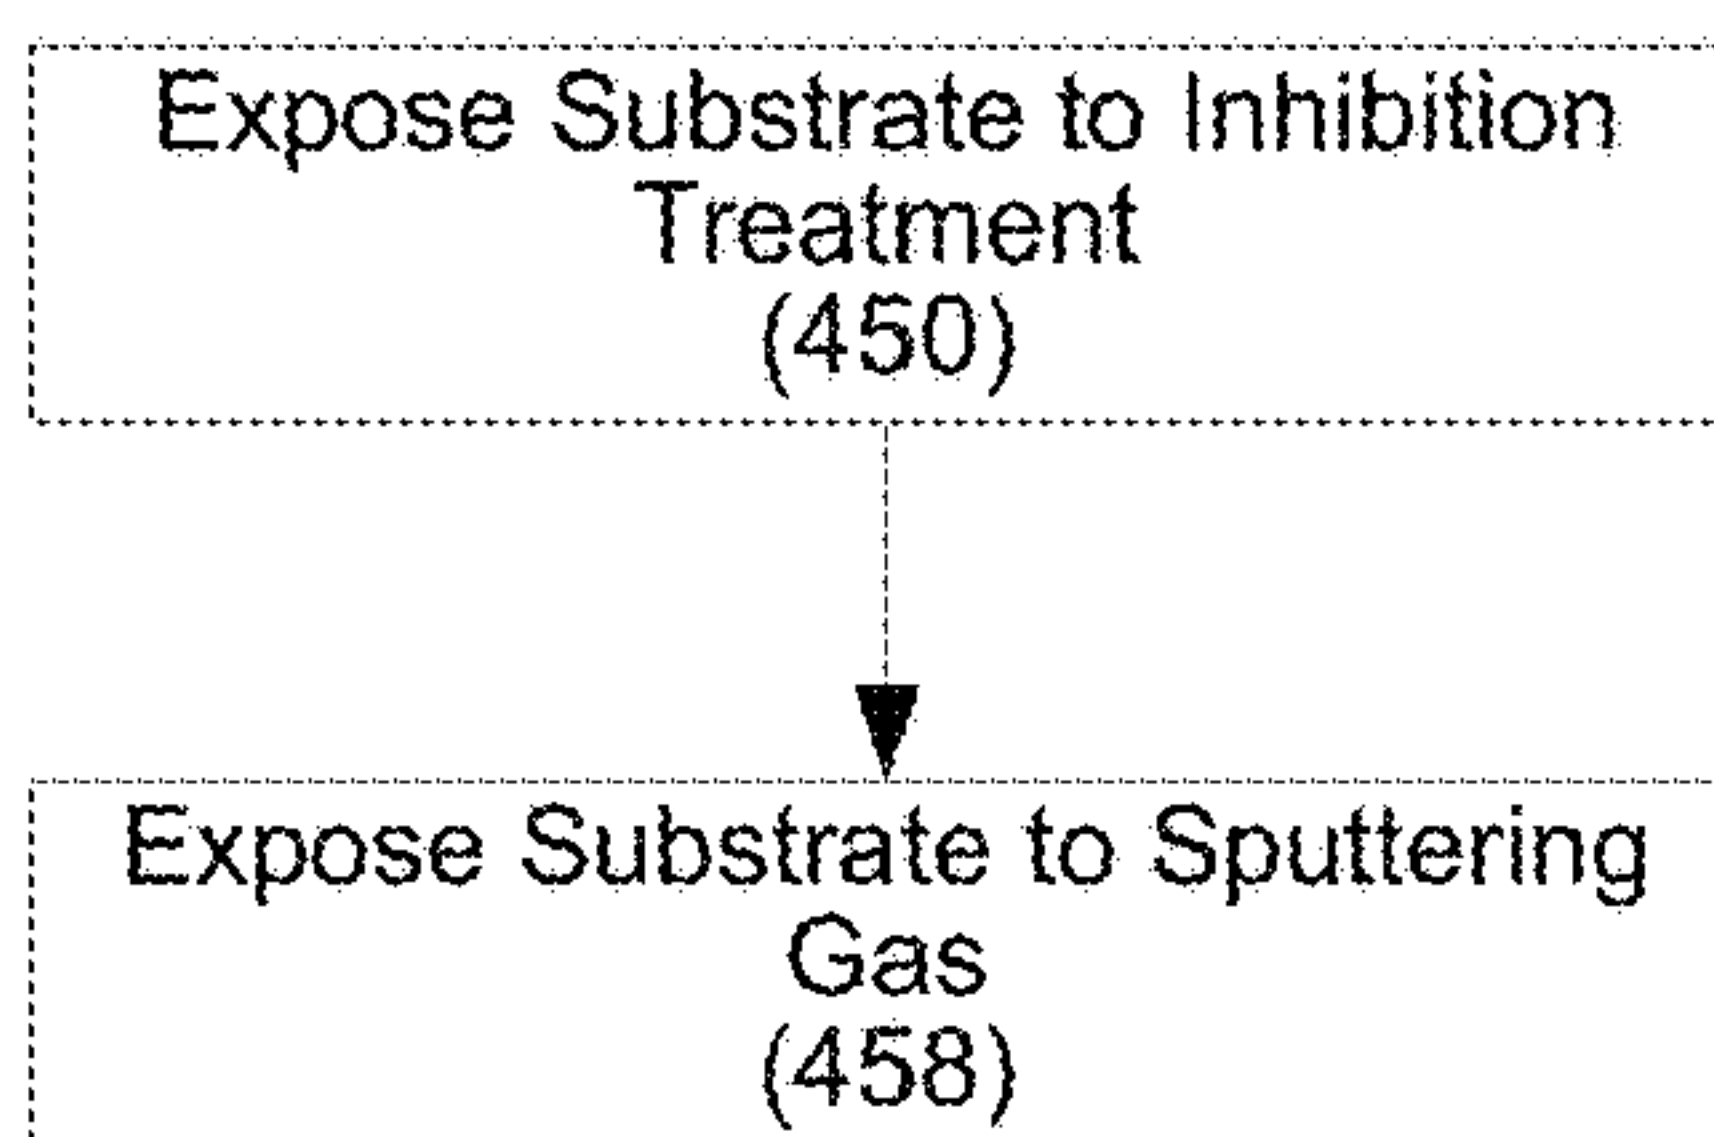 Expose Substrate to Inhibition
Treatment
(450)
Expose Substrate to Sputtering
Gas
(458)